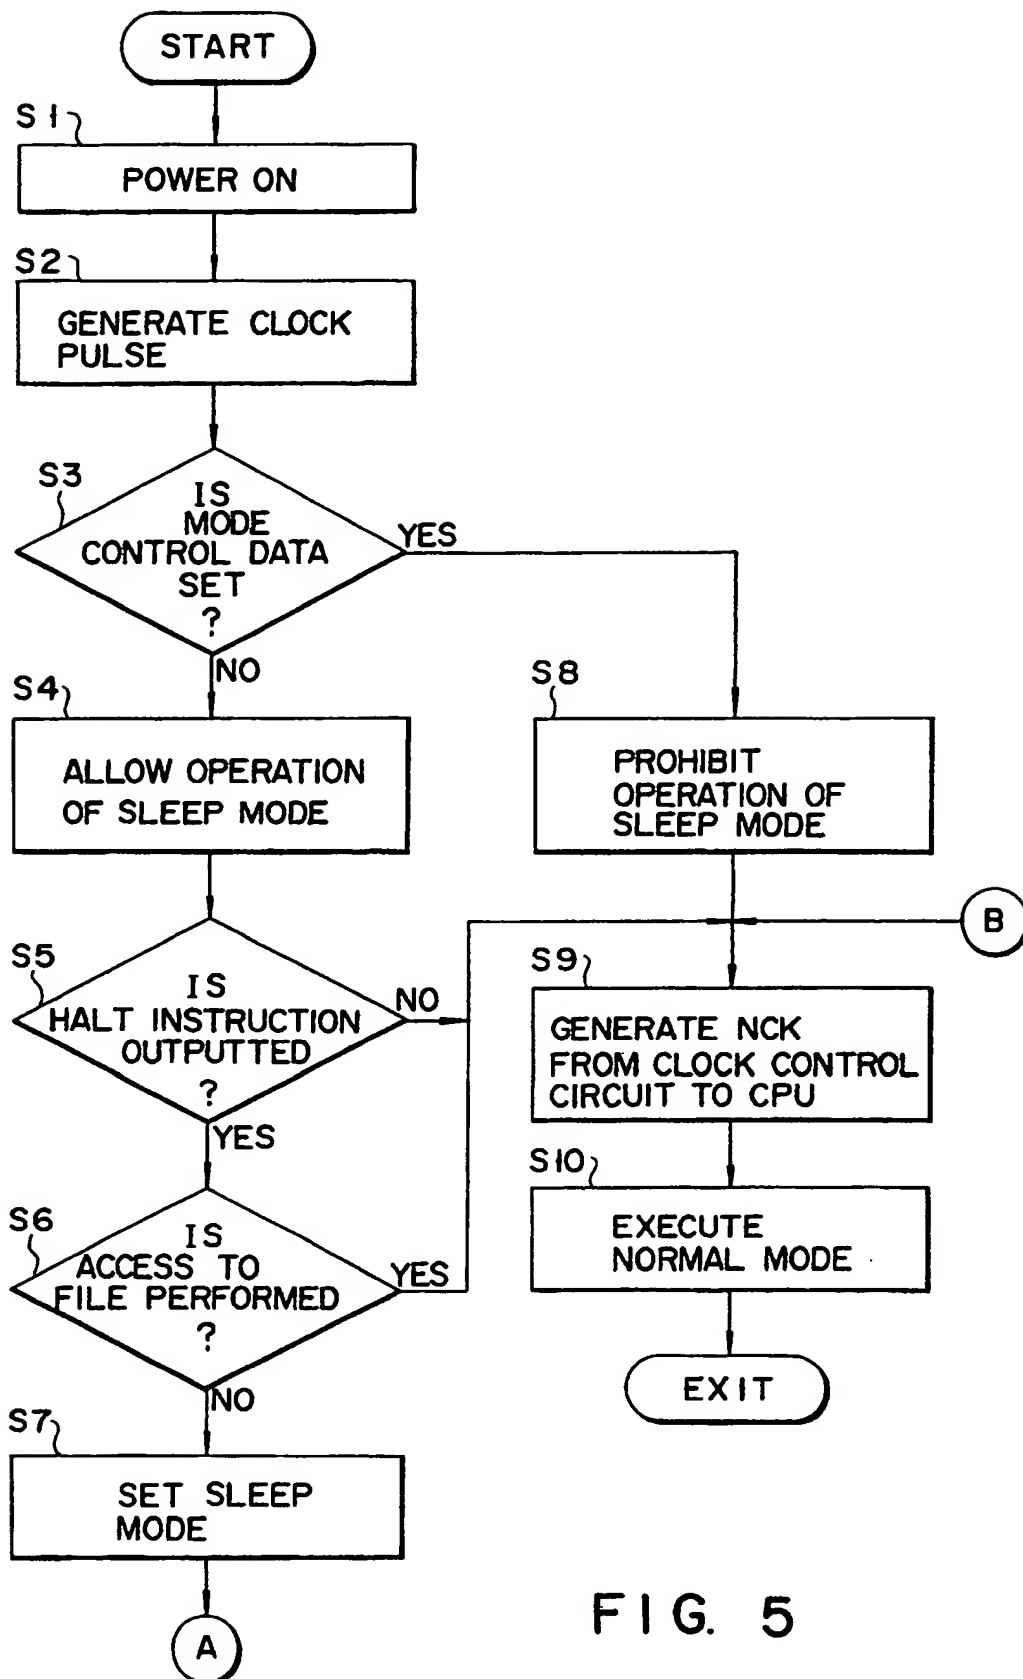 START
S1
POWER ON
S2
GENERATE CLOCK
PULSE
S3
IS
MODE
CONTROL DATA
SET
?
YES
NO
S4
ALLOW OPERATION
OF SLEEP MODE
S8
PROHIBIT
OPERATION OF
SLEEP MODE
B
S5
IS
HALT INSTRUCTION
OUTPUTTED
?
NO
YES
S9
GENERATE NCK
FROM CLOCK CONTROL
CIRCUIT TO CPU
S10
EXECUTE
NORMAL MODE
EXIT
S6
IS
ACCESS TO
FILE PERFORMED
?
YES
NO
S7
SET SLEEP
MODE
A
FIG. 5